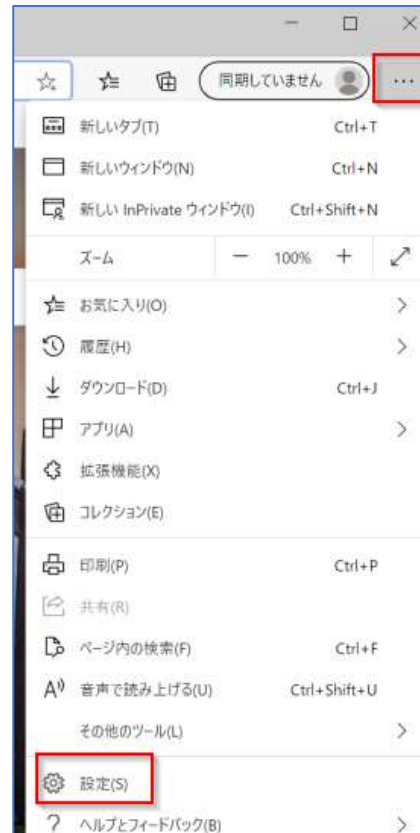 同期していません
新しいタブ(T) Ctrl+T
新しいウィンドウ(N) Ctrl+N
新しい InPrivate ウィンドウ(I) Ctrl+Shift+N
ズーム 100%
お気に入り(O)
履歴(H)
ダウンロード(D) Ctrl+J
アプリ(A)
拡張機能(X)
コレクション(E)
印刷(P) Ctrl+P
共有(R)
ページ内の検索(F) Ctrl+F
音声で読み上げる(U) Ctrl+Shift+U
その他のツール(L)
設定(S)
ヘルプとフィードバック(B)